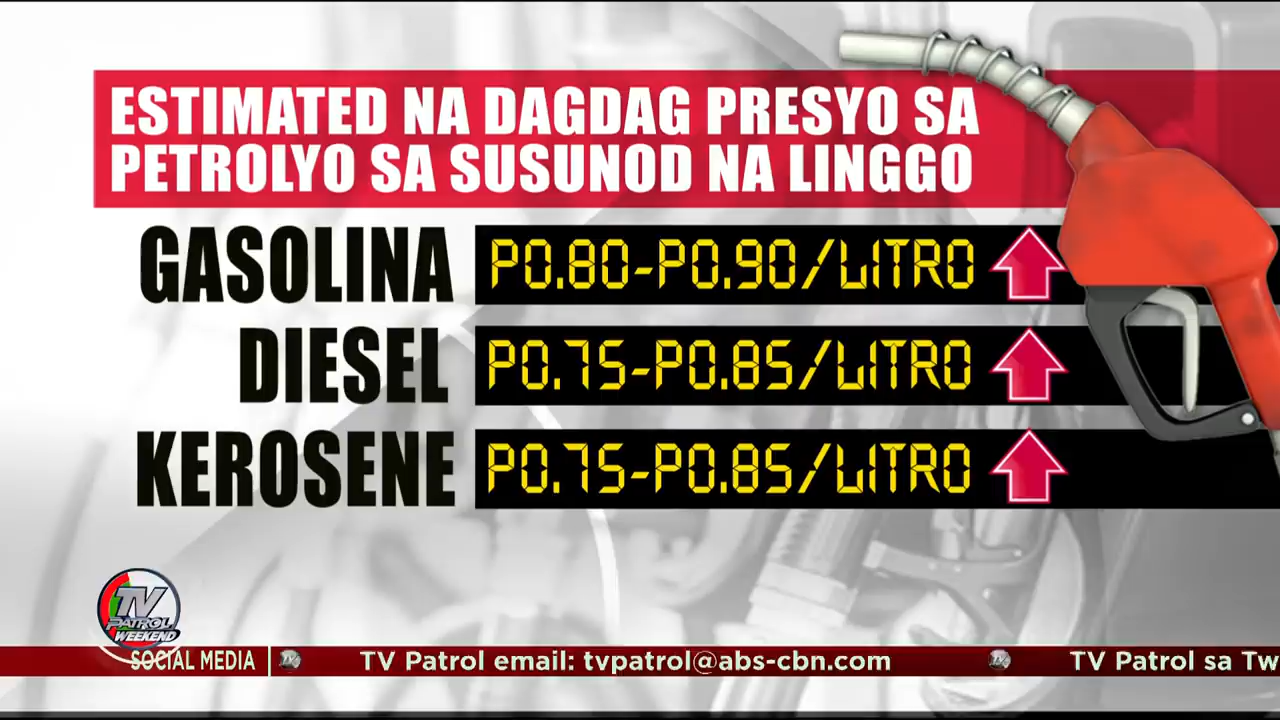 ESTIMATED NA DAGDAG PRESYO SA
PETROLYO SA SUSUNOD NA LINGGO
GASOLINA P0.80-P0.90/LITRO
DIESEL P0.75-P0.85/LITRO
KEROSENE P0.75-P0.85/LITRO
TV
PATROL
WEEKEND
SOCIAL MEDIA TV Patrol email: tvpatrol@abs-cbn.com TV Patrol sa Tw